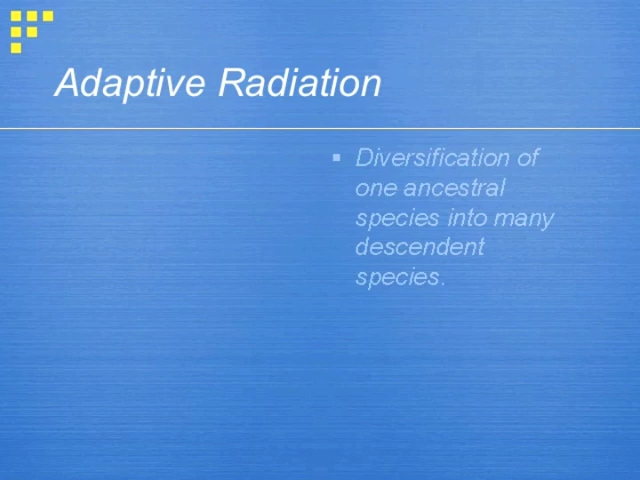 Adaptive Radiation
▪ Diversification of
one ancestral
species into many
descendent
species.